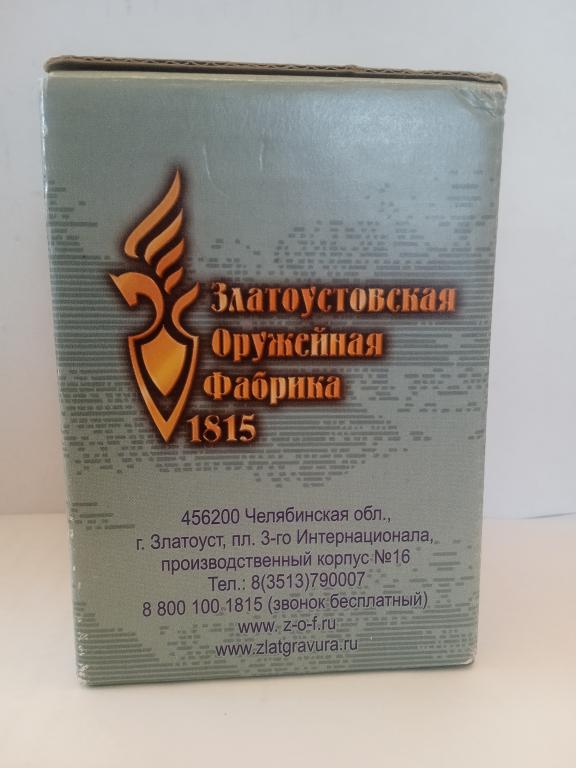 Златоустовская
Оружейная
Фабрика
1815
456200 Челябинская обл.,
г. Златоуст, пл. 3-го Интернационала,
производственный корпус №16
Тел.: 8(3513)790007
8 800 100 1815 (звонок бесплатный)
www. z-o-f.ru
www.zlatgravura.ru